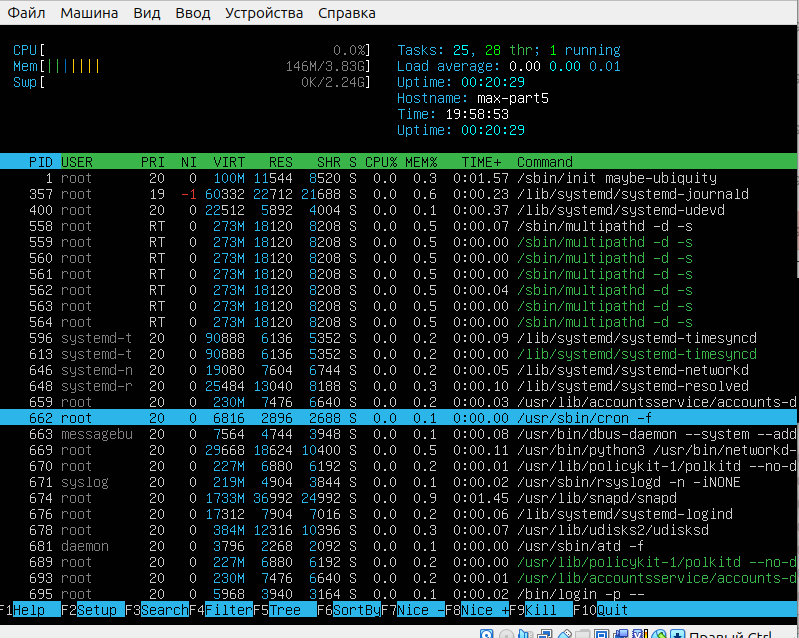 Файл Машина Вид Ввод Устройства Справка
CPU[ 0.0%] Tasks: 25, 28 thr; 1 running
Mem[||||||| 146M/3.83G] Load average: 0.00 0.00 0.01
Swp[ 0K/2.24G] Uptime: 00:20:29
Hostname: max-part5
Time: 19:58:53
Uptime: 00:20:29
PID USER PRI NI VIRT RES SHR S CPU% MEM% TIME+ Command
1 root 20 0 100M 11544 8520 S 0.0 0.3 0:01.57 /sbin/init maybe-ubiquity
357 root 19 -1 60332 22712 21688 S 0.0 0.6 0:00.23 /lib/systemd/systemd-journald
400 root 20 0 22512 5892 4004 S 0.0 0.1 0:00.37 /lib/systemd/systemd-udevd
558 root RT 0 273M 18120 8208 S 0.0 0.5 0:00.07 /sbin/multipathd -d -s
559 root RT 0 273M 18120 8208 S 0.0 0.5 0:00.00 /sbin/multipathd -d -s
560 root RT 0 273M 18120 8208 S 0.0 0.5 0:00.00 /sbin/multipathd -d -s
561 root RT 0 273M 18120 8208 S 0.0 0.5 0:00.00 /sbin/multipathd -d -s
562 root RT 0 273M 18120 8208 S 0.0 0.5 0:00.04 /sbin/multipathd -d -s
563 root RT 0 273M 18120 8208 S 0.0 0.5 0:00.00 /sbin/multipathd -d -s
564 root RT 0 273M 18120 8208 S 0.0 0.5 0:00.00 /sbin/multipathd -d -s
596 systemd-t 20 0 90888 6136 5352 S 0.0 0.2 0:00.09 /lib/systemd/systemd-timesyncd
613 systemd-t 20 0 90888 6136 5352 S 0.0 0.2 0:00.00 /lib/systemd/systemd-timesyncd
646 systemd-n 20 0 19080 7604 6744 S 0.0 0.2 0:00.05 /lib/systemd/systemd-networkd
648 systemd-r 20 0 25484 13040 8188 S 0.0 0.3 0:00.10 /lib/systemd/systemd-resolved
659 root 20 0 230M 7476 6640 S 0.0 0.2 0:00.03 /usr/lib/accountsservice/accounts-d
662 root 20 0 6816 2896 2688 S 0.0 0.1 0:00.00 /usr/sbin/cron -f
663 messagebu 20 0 7564 4744 3948 S 0.0 0.1 0:00.08 /usr/bin/dbus-daemon --system --add
669 root 20 0 29668 18624 10400 S 0.0 0.5 0:00.11 /usr/bin/python3 /usr/bin/networkd-
670 root 20 0 227M 6880 6192 S 0.0 0.2 0:00.01 /usr/lib/policykit-1/polkitd --no-d
671 syslog 20 0 219M 4904 3844 S 0.0 0.1 0:00.02 /usr/sbin/rsyslogd -n -iNONE
674 root 20 0 1733M 36992 24992 S 0.0 0.9 0:01.45 /usr/lib/snapd/snapd
676 root 20 0 17312 7904 7016 S 0.0 0.2 0:00.06 /lib/systemd/systemd-logind
678 root 20 0 384M 12316 10396 S 0.0 0.3 0:00.07 /usr/lib/udisks2/udisksd
681 daemon 20 0 3796 2268 2092 S 0.0 0.1 0:00.00 /usr/sbin/atd -f
689 root 20 0 227M 6880 6192 S 0.0 0.2 0:00.00 /usr/lib/policykit-1/polkitd --no-d
693 root 20 0 230M 7476 6640 S 0.0 0.2 0:00.01 /usr/lib/accountsservice/accounts-d
695 root 20 0 5968 3940 3164 S 0.0 0.1 0:00.02 /bin/login -p --
F1Help F2Setup F3SearchF4FilterF5Tree F6SortByF7Nice -F8Nice +F9Kill F10Quit
Правый Ctrl